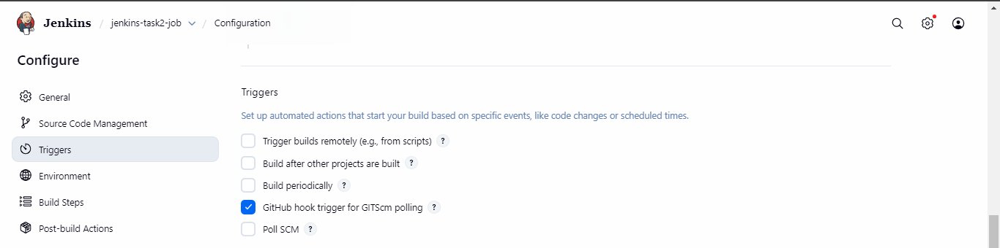 Jenkins / jenkins-task2-job / Configuration
Configure
General
Source Code Management
Triggers
Environment
Build Steps
Post-build Actions
Triggers
Set up automated actions that start your build based on specific events, like code changes or scheduled times.
Trigger builds remotely (e.g., from scripts) ?
Build after other projects are built ?
Build periodically ?
GitHub hook trigger for GITScm polling ?
Poll SCM ?